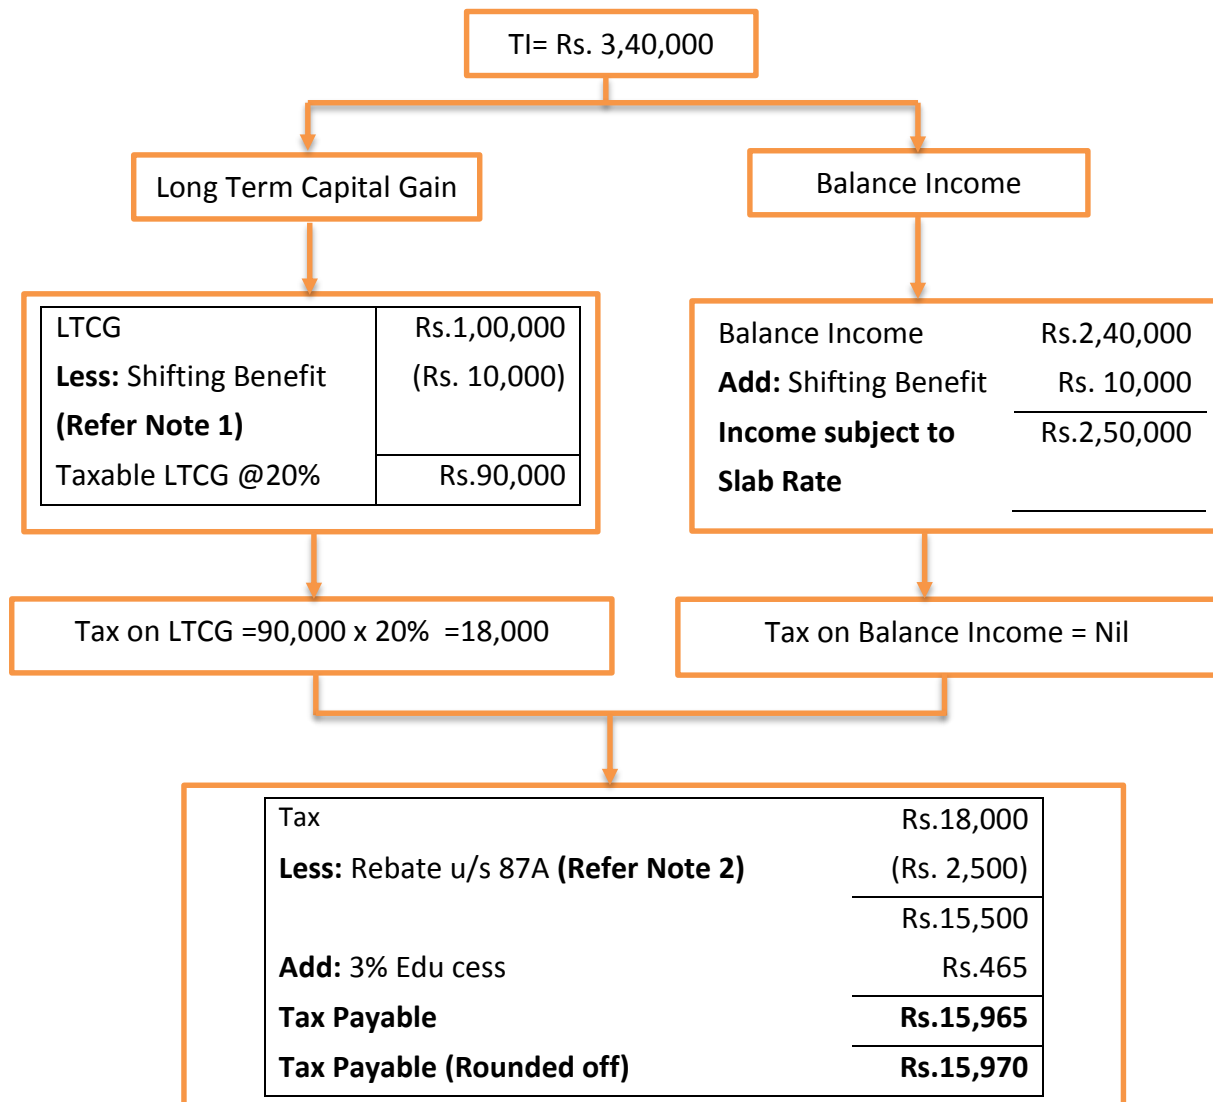 TI= Rs. 3,40,000
Long Term Capital Gain
Balance Income
LTCG Rs.1,00,000
Less: Shifting Benefit (Rs. 10,000)
(Refer Note 1)
Taxable LTCG @20% Rs.90,000
Balance Income Rs.2,40,000
Add: Shifting Benefit Rs. 10,000
Income subject to Rs.2,50,000
Slab Rate
Tax on LTCG =90,000 x 20% =18,000
Tax on Balance Income = Nil
Tax Rs.18,000
Less: Rebate u/s 87A (Refer Note 2) (Rs. 2,500)
Rs.15,500
Add: 3% Edu cess Rs.465
Tax Payable Rs.15,965
Tax Payable (Rounded off) Rs.15,970